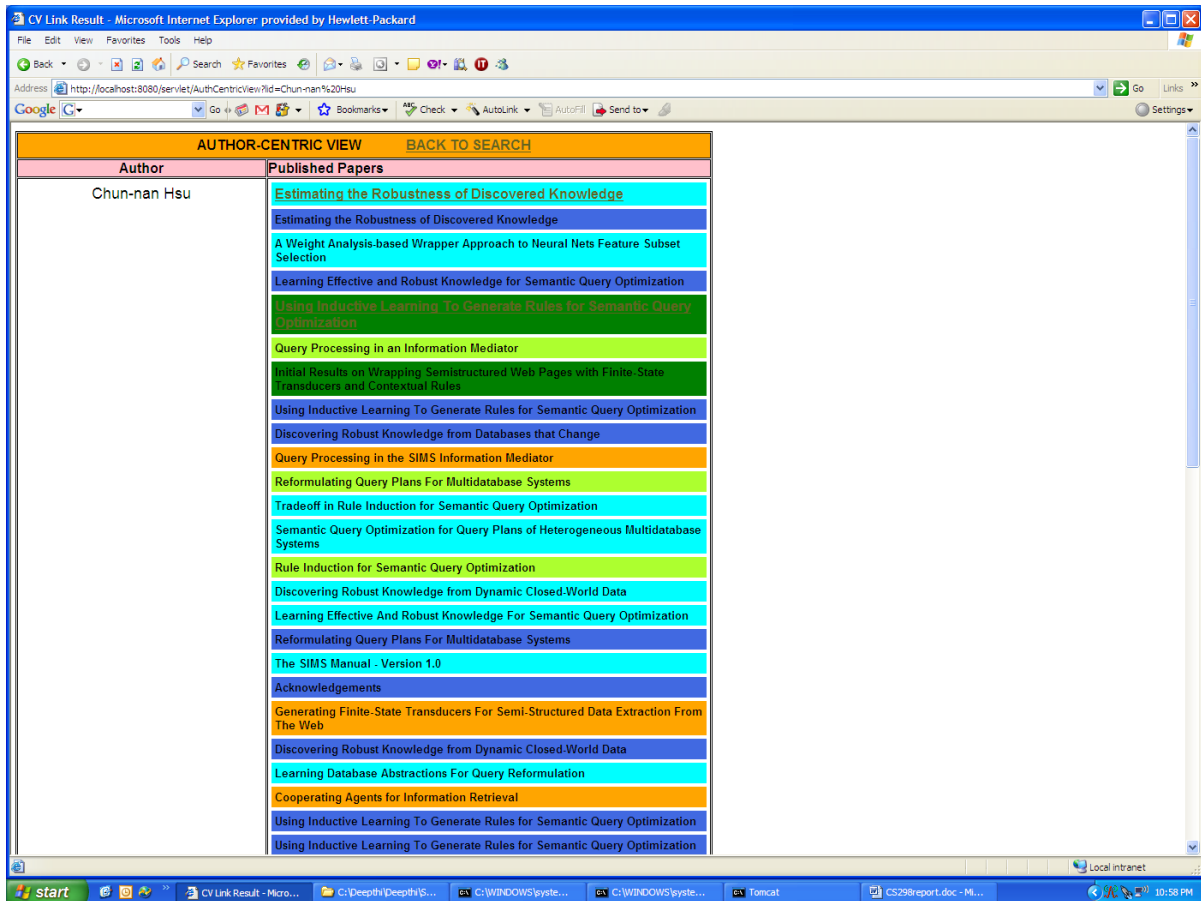 CV Link Result - Microsoft Internet Explorer provided by Hewlett-Packard
File Edit View Favorites Tools Help
Back Search Favorites
Address http://localhost:8080/servlet/AuthCentricView?id=Chun-nan%20Hsu Go Links »
Google G Go Bookmarks ABC Check AutoLink AutoFill Send to Settings
AUTHOR-CENTRIC VIEW BACK TO SEARCH
Author Published Papers
Chun-nan Hsu Estimating the Robustness of Discovered Knowledge
Estimating the Robustness of Discovered Knowledge
A Weight Analysis-based Wrapper Approach to Neural Nets Feature Subset
Selection
Learning Effective and Robust Knowledge for Semantic Query Optimization
Using Inductive Learning To Generate Rules for Semantic Query
Optimization
Query Processing in an Information Mediator
Initial Results on Wrapping Semistructured Web Pages with Finite-State
Transducers and Contextual Rules
Using Inductive Learning To Generate Rules for Semantic Query Optimization
Discovering Robust Knowledge from Databases that Change
Query Processing in the SIMS Information Mediator
Reformulating Query Plans For Multidatabase Systems
Tradeoff in Rule Induction for Semantic Query Optimization
Semantic Query Optimization for Query Plans of Heterogeneous Multidatabase
Systems
Rule Induction for Semantic Query Optimization
Discovering Robust Knowledge from Dynamic Closed-World Data
Learning Effective And Robust Knowledge For Semantic Query Optimization
Reformulating Query Plans For Multidatabase Systems
The SIMS Manual - Version 1.0
Acknowledgements
Generating Finite-State Transducers For Semi-Structured Data Extraction From
The Web
Discovering Robust Knowledge from Dynamic Closed-World Data
Learning Database Abstractions For Query Reformulation
Cooperating Agents for Information Retrieval
Using Inductive Learning To Generate Rules for Semantic Query Optimization
Using Inductive Learning To Generate Rules for Semantic Query Optimization
Local intranet
start » CV Link Result - Micro... C:\Deepthi\Deepthi\S... C:\WINDOWS\syste... C:\WINDOWS\syste... Tomcat CS298report.doc - Mi... 10:58 PM